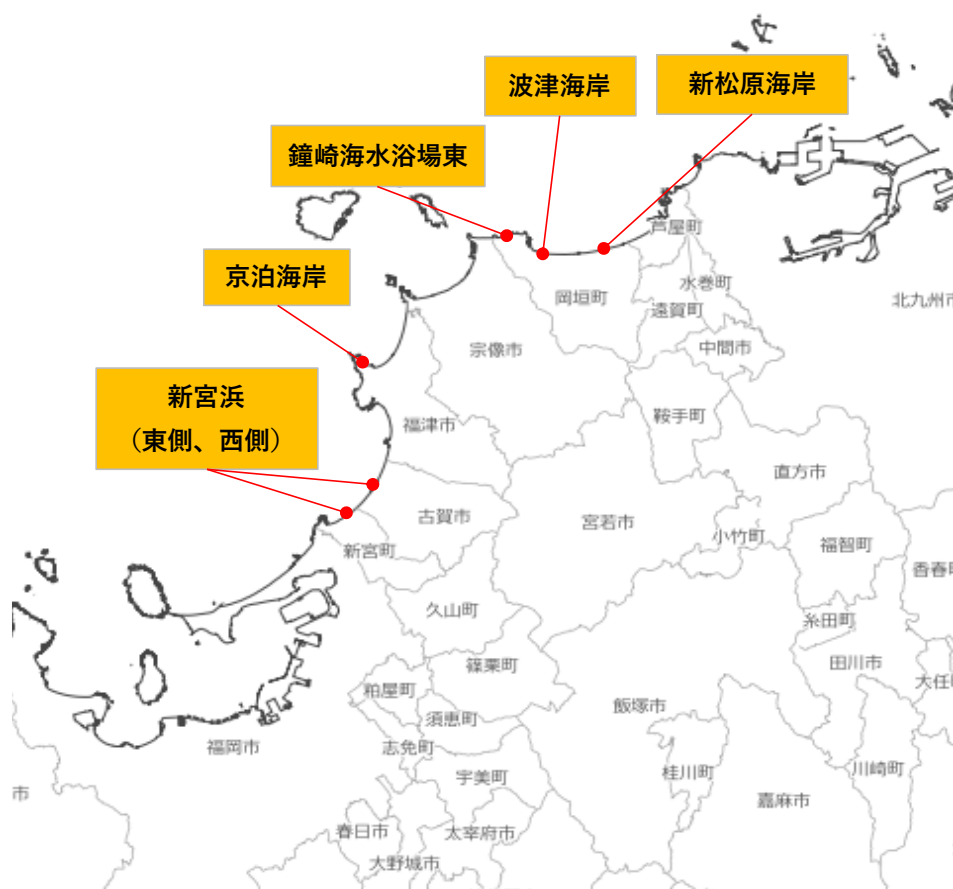 波津海岸
新松原海岸
鐘崎海水浴場東
京泊海岸
新宮浜
（東側、西側）
芦屋町
水巻町
岡垣町
遠賀町
北九州市
宗像市
中間市
鞍手町
福津市
直方市
古賀市
宮若市
小竹町
福智町
新宮町
香春町
久山町
糸田町
篠栗町
田川市
大任
粕屋町
須恵町
飯塚市
福岡市
志免町
宇美町
桂川町
川崎町
市
嘉麻市
春日市
太宰府市
大野城市